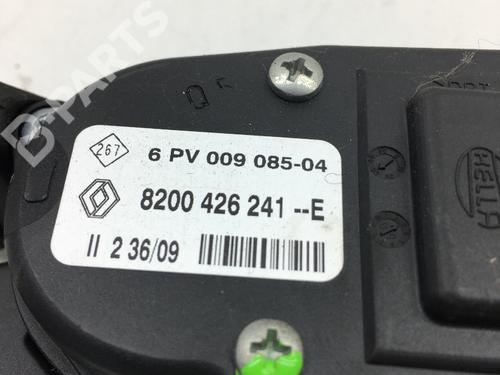 B-PARTS
267
6 PV 009 085-04
8200 426 241 --E
II 2 36/09
HELLA